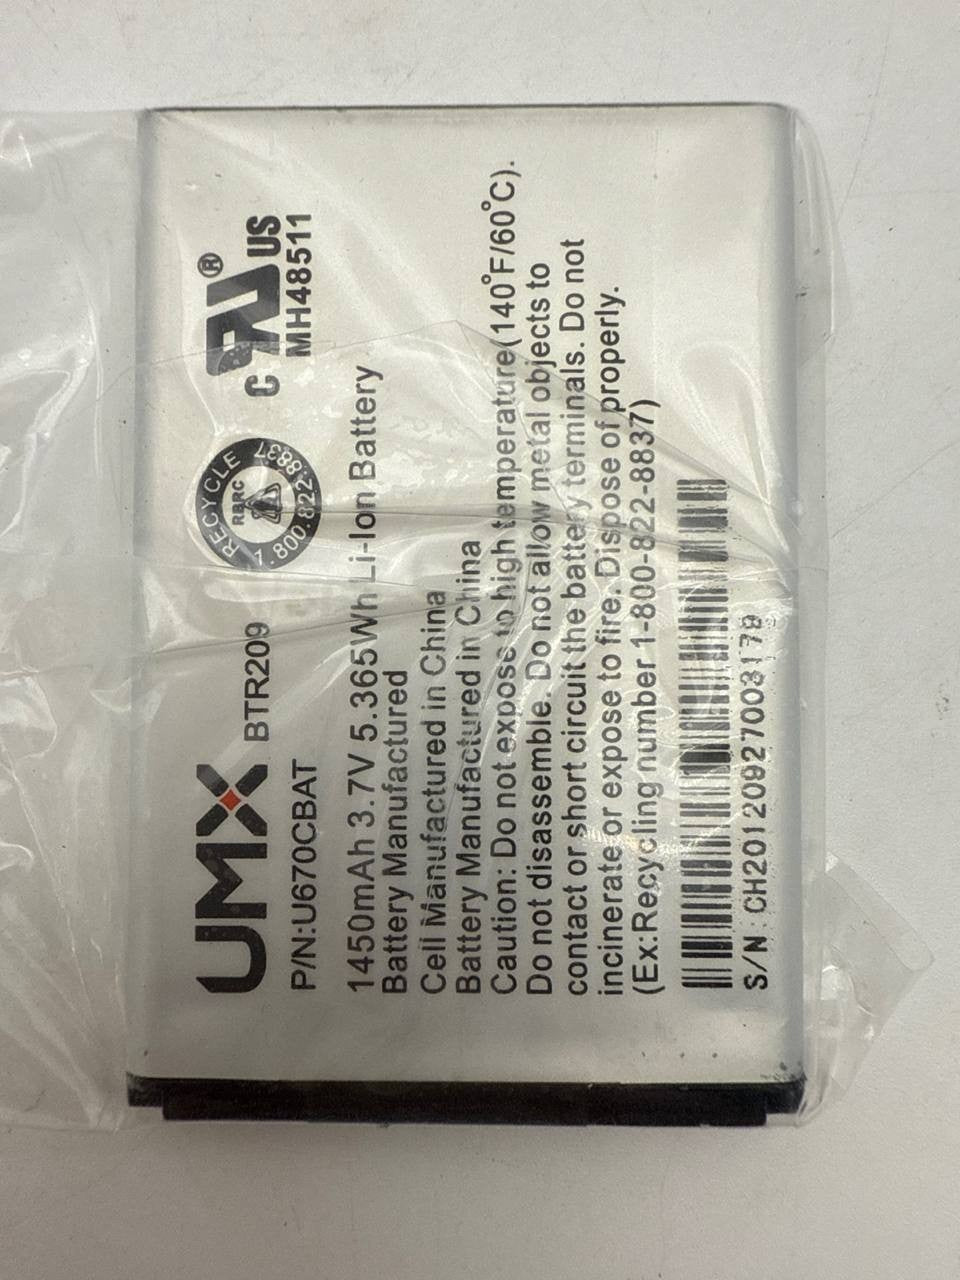 UMX BTR209
P/N:U670CBAT
RECYCLE
RBRC
1.800.822.8837
C RU® US
MH48511
1450mAh 3.7V 5.365Wh Li-Ion Battery
Battery Manufactured
Cell Manufactured in China
Battery Manufactured in China
Caution: Do not expose to high temperature(140°F/60°C).
Do not disassemble. Do not allow metal objects to
contact or short circuit the battery terminals. Do not
incinerate or expose to fire. Dispose of properly.
(Ex:Recycling number 1-800-822-8837)
S/N : CH20120927003179